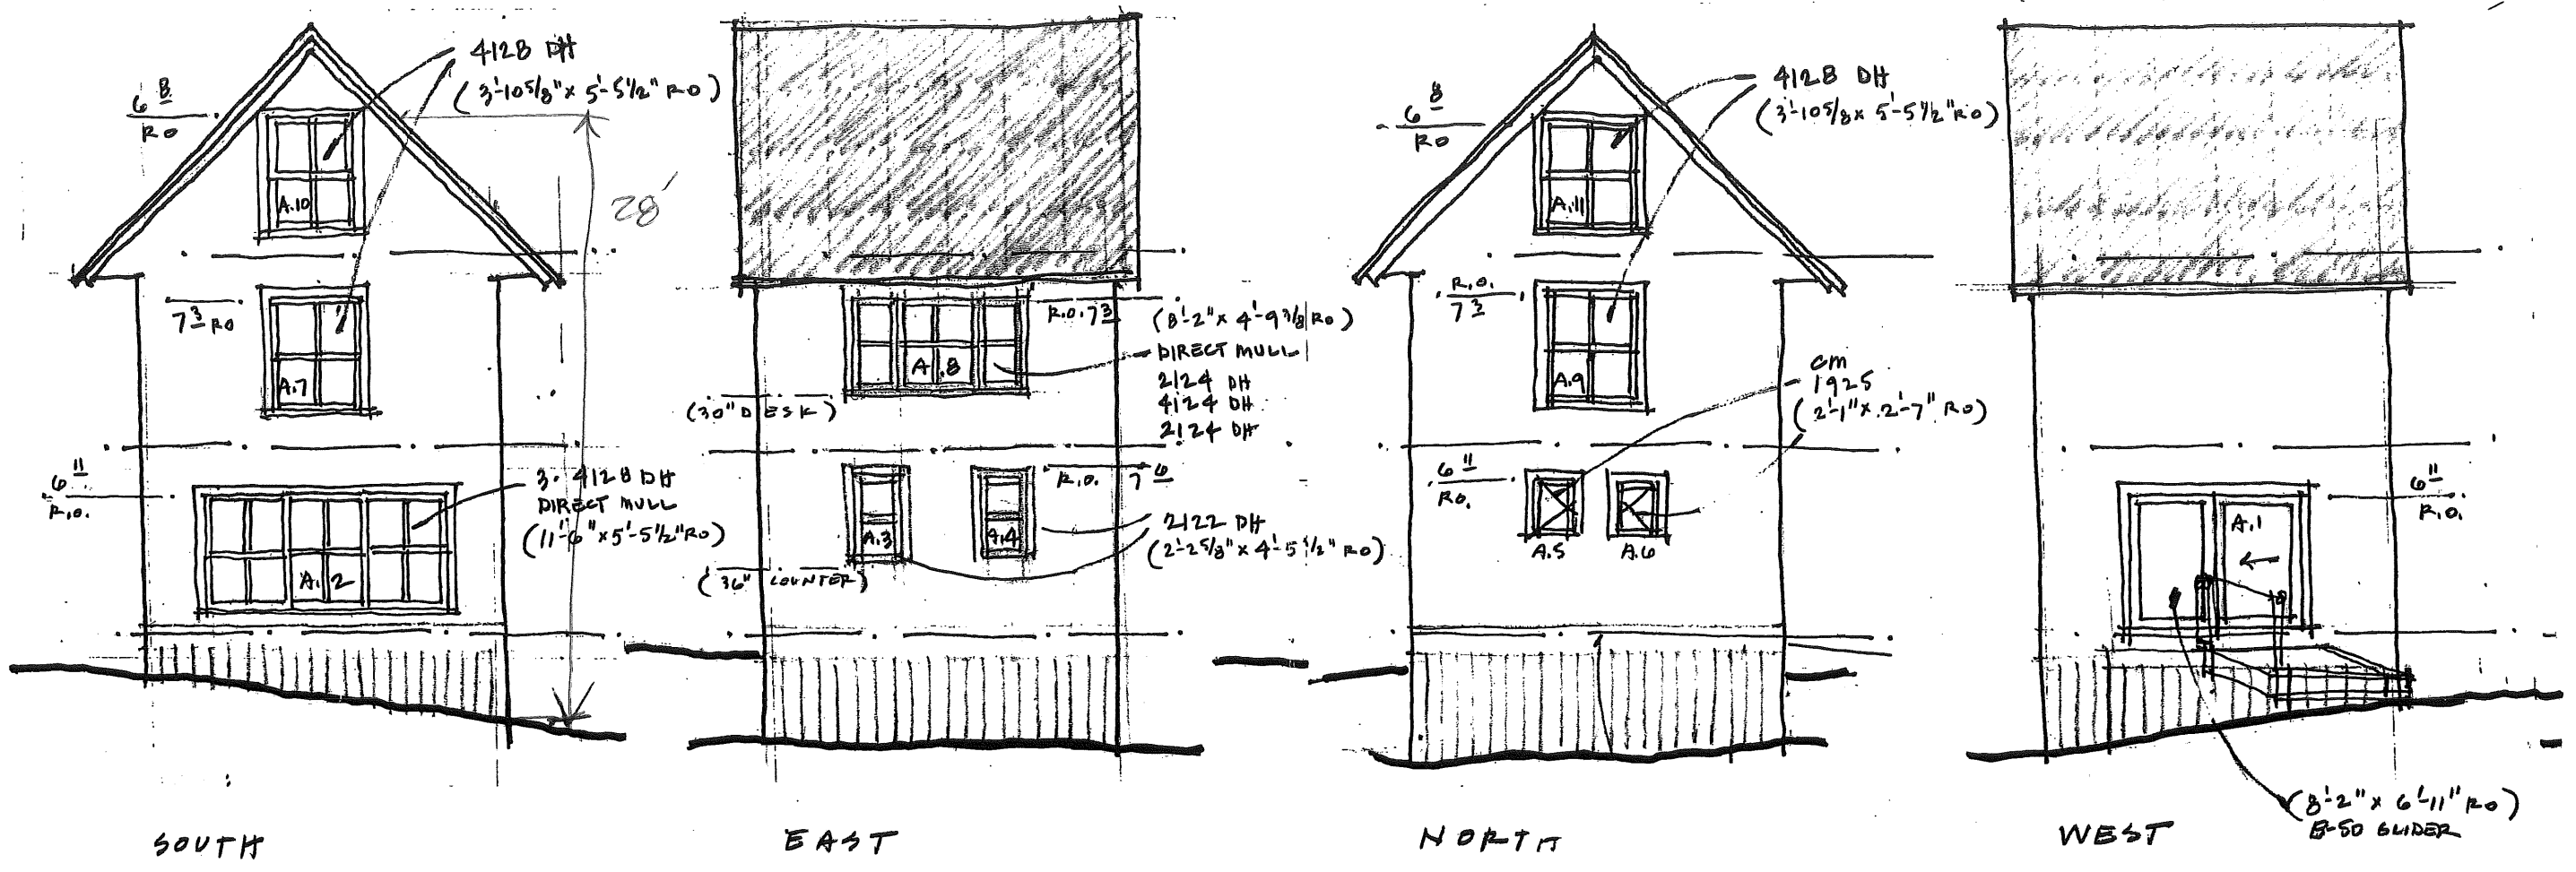 4128 DH
(3'-10 5/8" x 5'-5 1/2" RO)
6 8
RO
A.10
28'
7 3 RO
A.7
6 11
R.O.
3. 4128 DH
DIRECT MULL
(11'-6" x 5'-5 1/2" RO)
A.2
SOUTH
R.O. 7 3
(8'-2" x 4'-9 3/8 RO)
DIRECT MULL
2124 DH
4124 DH
2124 DH
A.8
(30" DESK)
R.O. 7 6
2122 DH
(2'-2 5/8" x 4'-5 1/2" RO)
A.3
A.4
(36" COUNTER)
EAST
4128 DH
(3'-10 5/8 x 5'-5 1/2" RO)
6 8
RO
A.11
R.O.
7 3
A.9
CM
1925
(2'-1" x 2'-7" RO)
6 11
RO.
A.5
A.6
NORTH
6 11
R.O.
A.1
(8'-2" x 6'-11" RO)
E-50 GLIDER
WEST